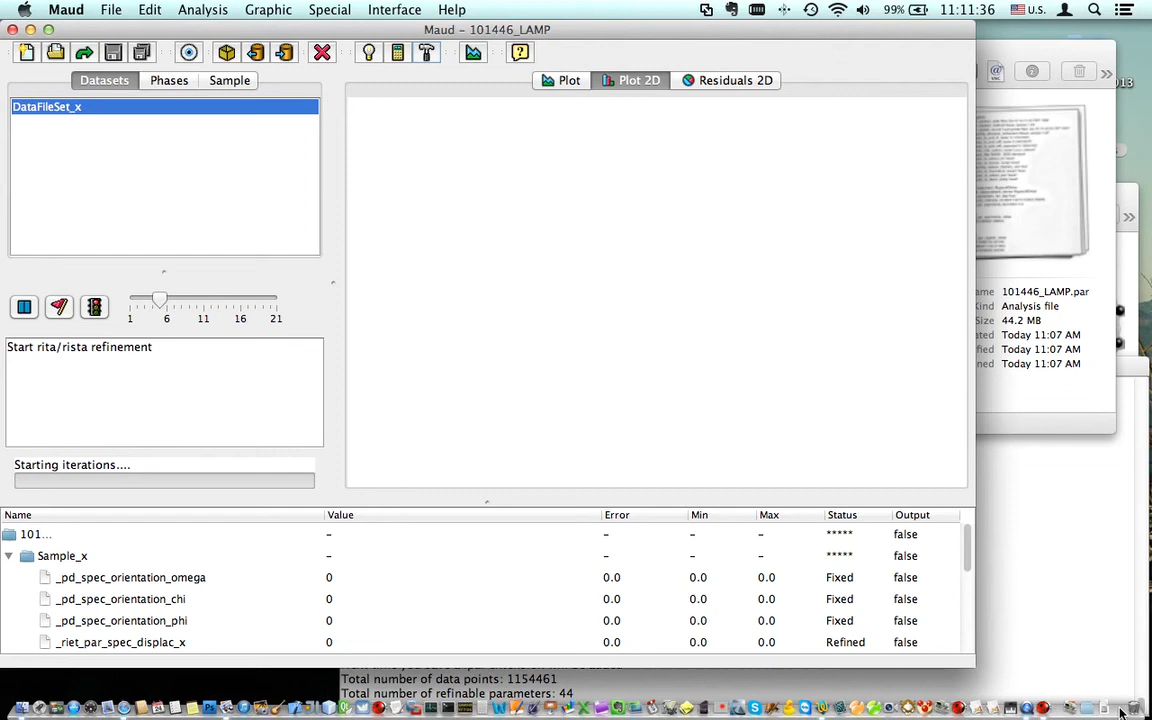 Maud File Edit Analysis Graphic Special Interface Help 99% U.S. 11:11:36
Maud - 101446_LAMP
Datasets Phases Sample Plot Plot 2D Residuals 2D
DataFileSet_x
1 6 11 16 21
Start rita/rista refinement
Starting iterations....
Name Value Error Min Max Status Output
101... - - - - ***** false
Sample_x - - - - ***** false
_pd_spec_orientation_omega 0 0.0 0.0 0.0 Fixed false
_pd_spec_orientation_chi 0 0.0 0.0 0.0 Fixed false
_pd_spec_orientation_phi 0 0.0 0.0 0.0 Fixed false
_riet_par_spec_displac_x 0 0.0 0.0 0.0 Refined false
Total number of data points: 1154461
Total number of refinable parameters: 44
ame 101446_LAMP.par
Kind Analysis file
Size 44.2 MB
ated Today 11:07 AM
fied Today 11:07 AM
ned Today 11:07 AM